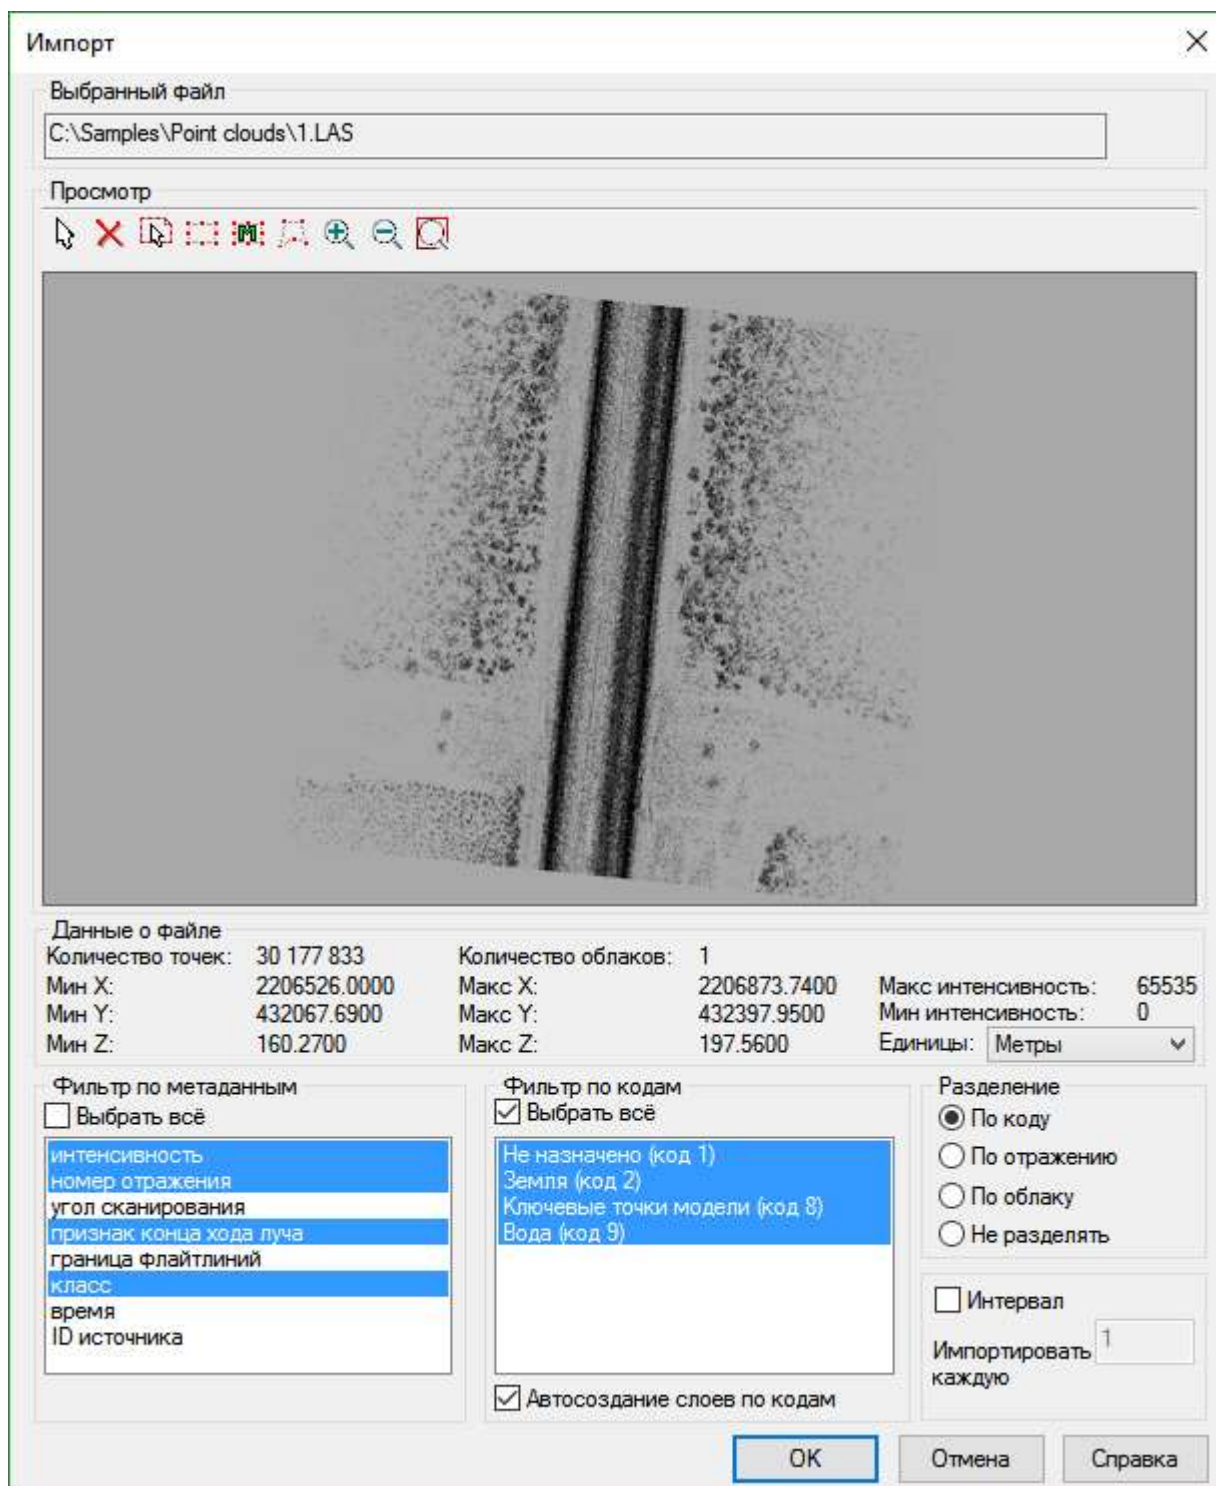 Импорт
Выбранный файл
C:\Samples\Point clouds\1.LAS
Просмотр
Данные о файле
Количество точек: 30 177 833 Количество облаков: 1
Мин X: 2206526.0000 Макс X: 2206873.7400 Макс интенсивность: 65535
Мин Y: 432067.6900 Макс Y: 432397.9500 Мин интенсивность: 0
Мин Z: 160.2700 Макс Z: 197.5600 Единицы: Метры
Фильтр по метаданным
Выбрать всё
интенсивность
номер отражения
угол сканирования
признак конца хода луча
граница флайтлиний
класс
время
ID источника
Фильтр по кодам
Выбрать всё
Не назначено (код 1)
Земля (код 2)
Ключевые точки модели (код 8)
Вода (код 9)
Автосоздание слоев по кодам
Разделение
По коду
По отражению
По облаку
Не разделять
Интервал
Импортировать 1
каждую
OK Отмена Справка